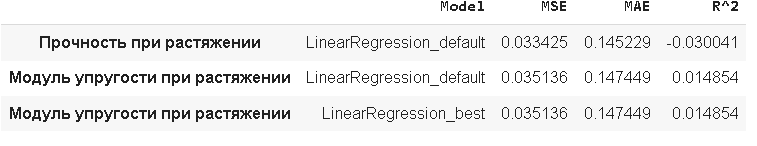 Model MSE MAE R^2
Прочность при растяжении LinearRegression_default 0.033425 0.145229 -0.030041
Модуль упругости при растяжении LinearRegression_default 0.035136 0.147449 0.014854
Модуль упругости при растяжении LinearRegression_best 0.035136 0.147449 0.014854